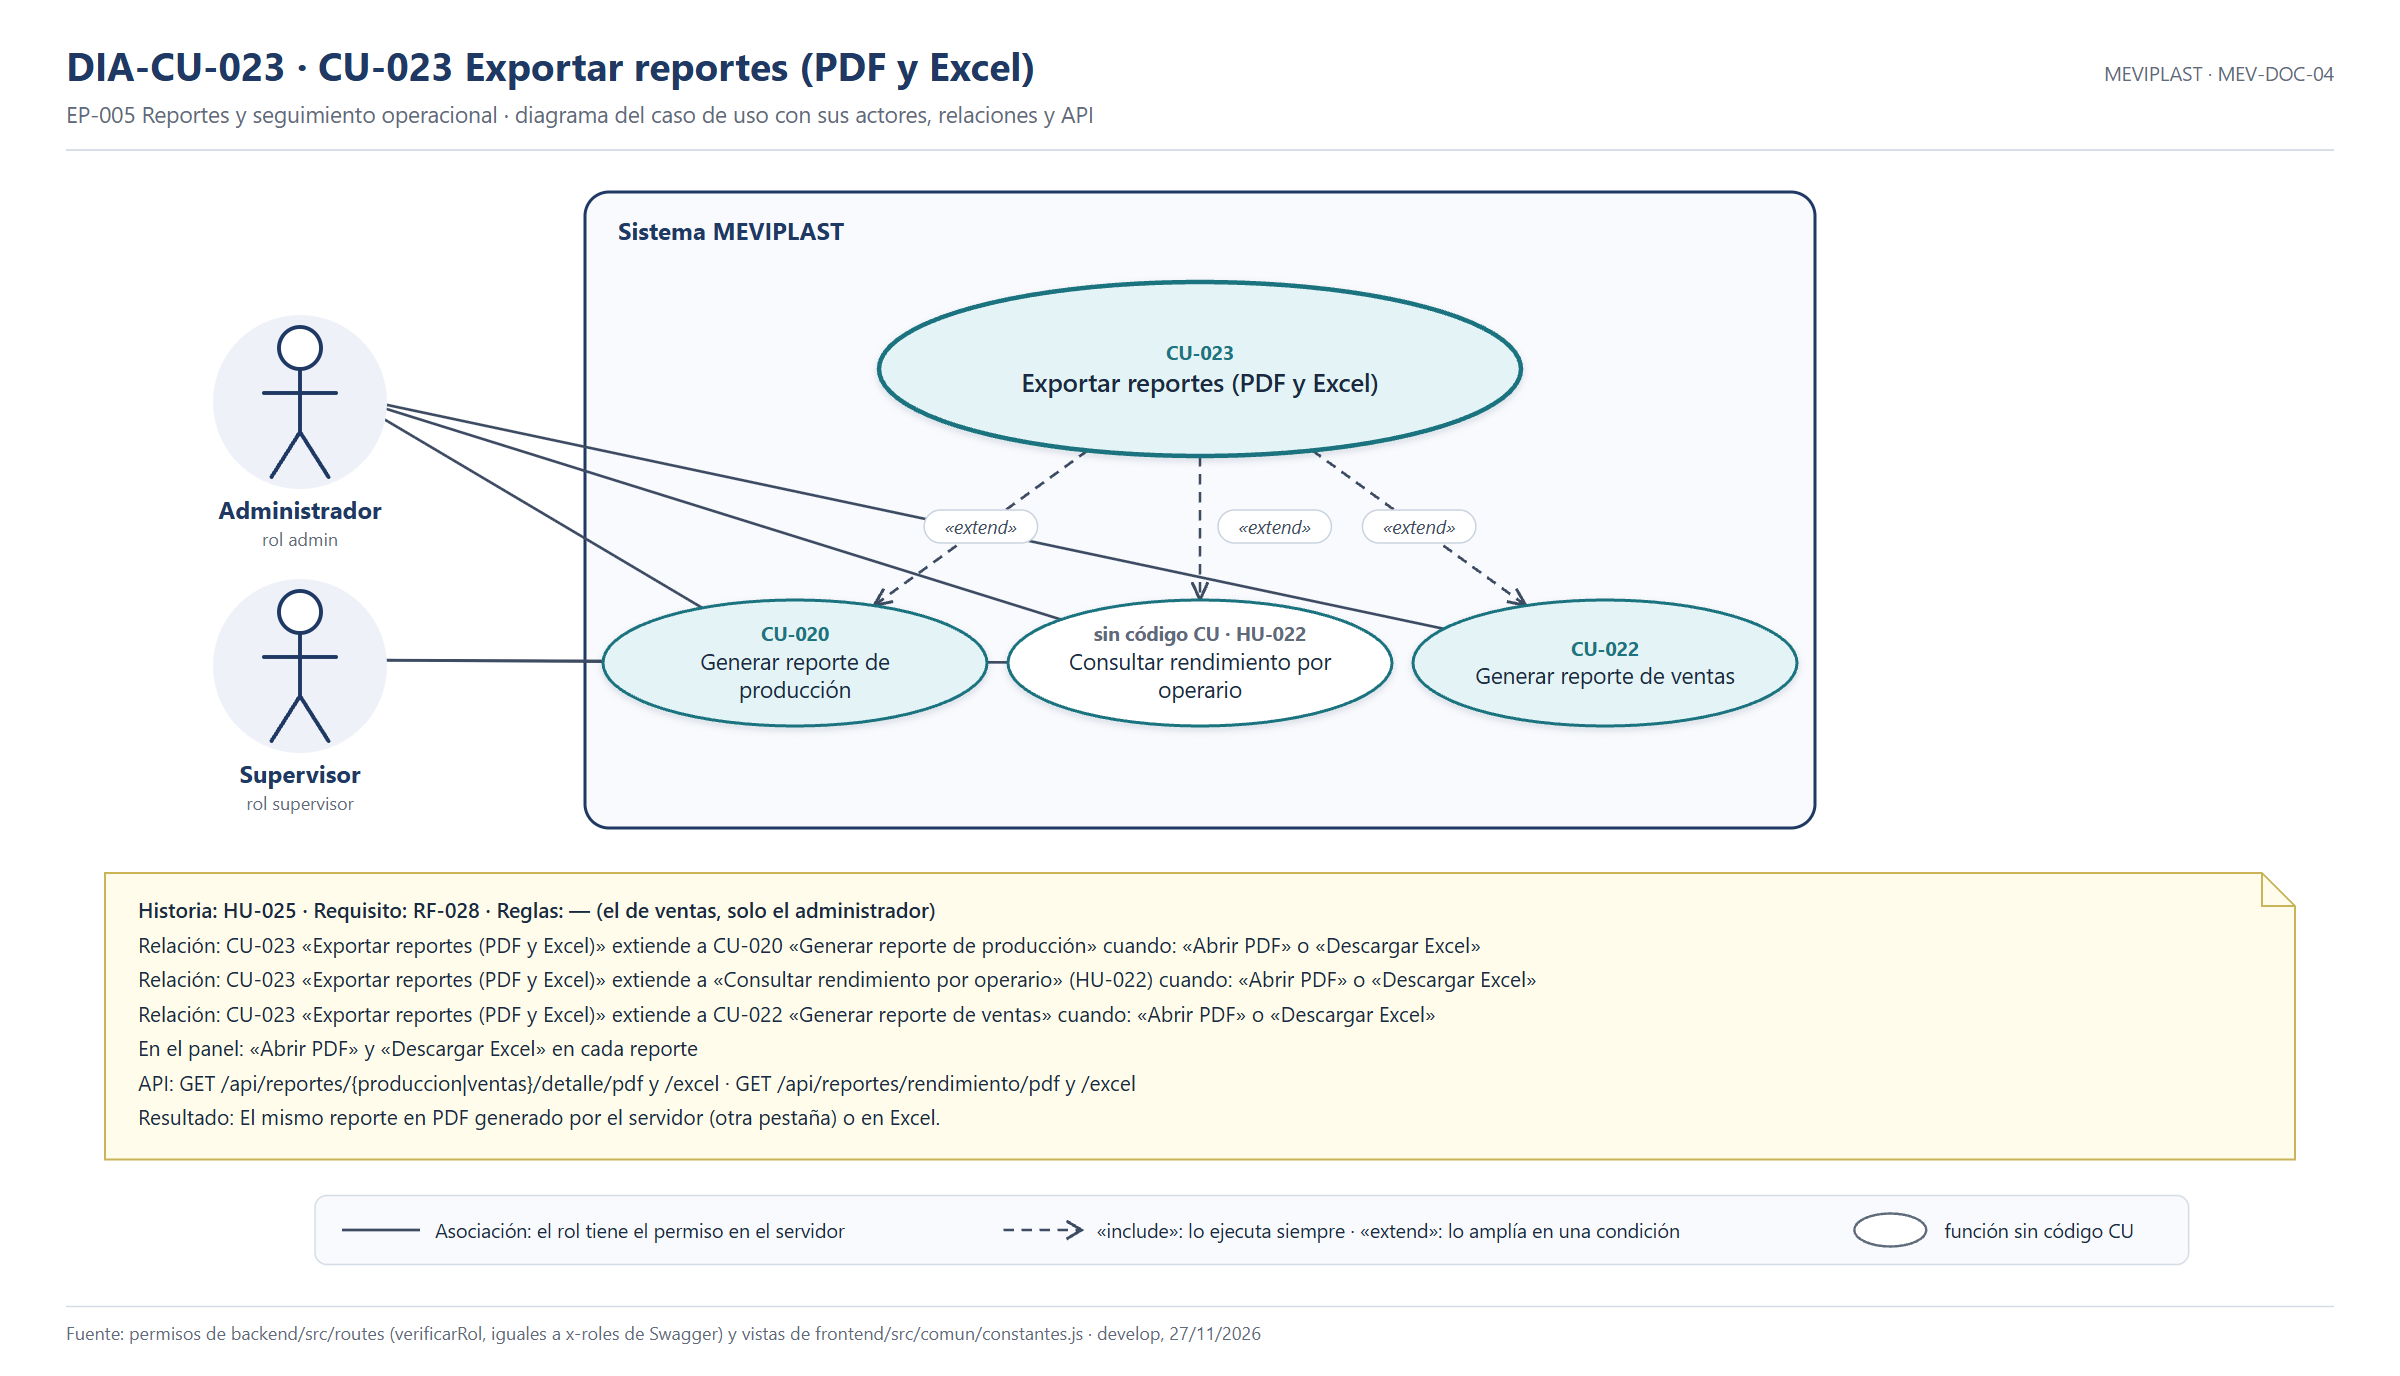 DIA-CU-023 · CU-023 Exportar reportes (PDF y Excel)
MEVIPLAST · MEV-DOC-04
EP-005 Reportes y seguimiento operacional · diagrama del caso de uso con sus actores, relaciones y API
Sistema MEVIPLAST
CU-023
Exportar reportes (PDF y Excel)
Administrador
rol admin
«extend»
«extend»
«extend»
Supervisor
rol supervisor
CU-020
Generar reporte de
producción
sin código CU · HU-022
Consultar rendimiento por
operario
CU-022
Generar reporte de ventas
Historia: HU-025 · Requisito: RF-028 · Reglas: — (el de ventas, solo el administrador)
Relación: CU-023 «Exportar reportes (PDF y Excel)» extiende a CU-020 «Generar reporte de producción» cuando: «Abrir PDF» o «Descargar Excel»
Relación: CU-023 «Exportar reportes (PDF y Excel)» extiende a «Consultar rendimiento por operario» (HU-022) cuando: «Abrir PDF» o «Descargar Excel»
Relación: CU-023 «Exportar reportes (PDF y Excel)» extiende a CU-022 «Generar reporte de ventas» cuando: «Abrir PDF» o «Descargar Excel»
En el panel: «Abrir PDF» y «Descargar Excel» en cada reporte
API: GET /api/reportes/{produccion|ventas}/detalle/pdf y /excel · GET /api/reportes/rendimiento/pdf y /excel
Resultado: El mismo reporte en PDF generado por el servidor (otra pestaña) o en Excel.
Asociación: el rol tiene el permiso en el servidor
«include»: lo ejecuta siempre · «extend»: lo amplía en una condición
función sin código CU
Fuente: permisos de backend/src/routes (verificarRol, iguales a x-roles de Swagger) y vistas de frontend/src/comun/constantes.js · develop, 27/11/2026